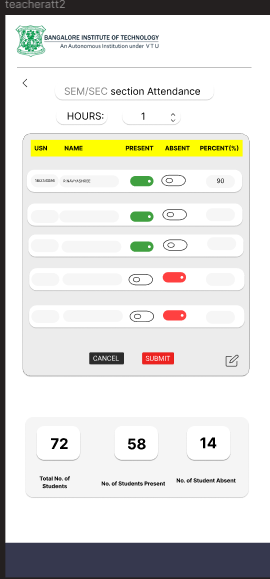 teacheratt2
BANGALORE INSTITUTE OF TECHNOLOGY
An Autonomous Institution under VTU
SEM/SEC section Attendance
HOURS: 1
USN NAME PRESENT ABSENT PERCENT(%)
P.NAVYASHREE 90
CANCEL SUBMIT
72 58 14
Total No. of Students
No. of Students Present
No. of Student Absent